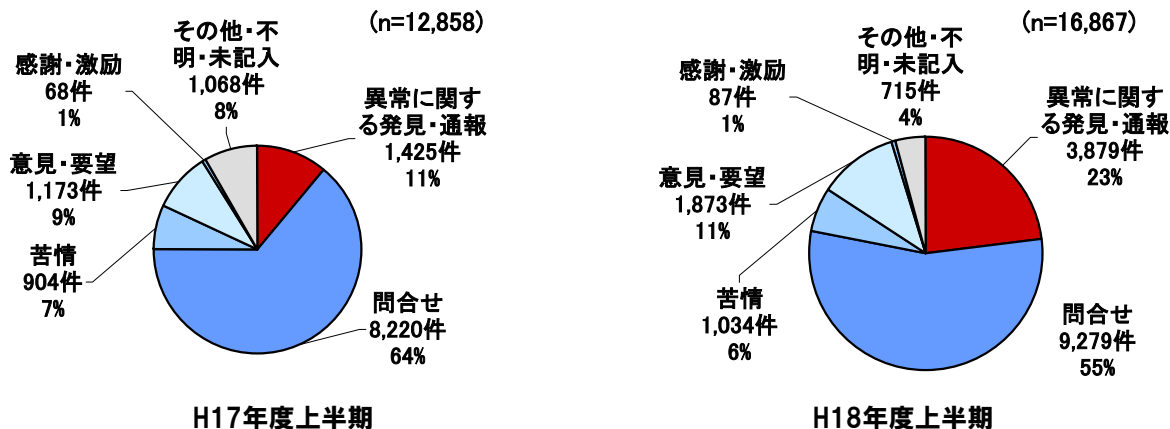 (n=12,858)
その他・不
明・未記入
1,068件
8%
感謝・激励
68件
1%
異常に関す
る発見・通報
1,425件
11%
意見・要望
1,173件
9%
苦情
904件
7%
問合せ
8,220件
64%
H17年度上半期
(n=16,867)
その他・不
明・未記入
715件
4%
感謝・激励
87件
1%
異常に関す
る発見・通報
3,879件
23%
意見・要望
1,873件
11%
苦情
1,034件
6%
問合せ
9,279件
55%
H18年度上半期